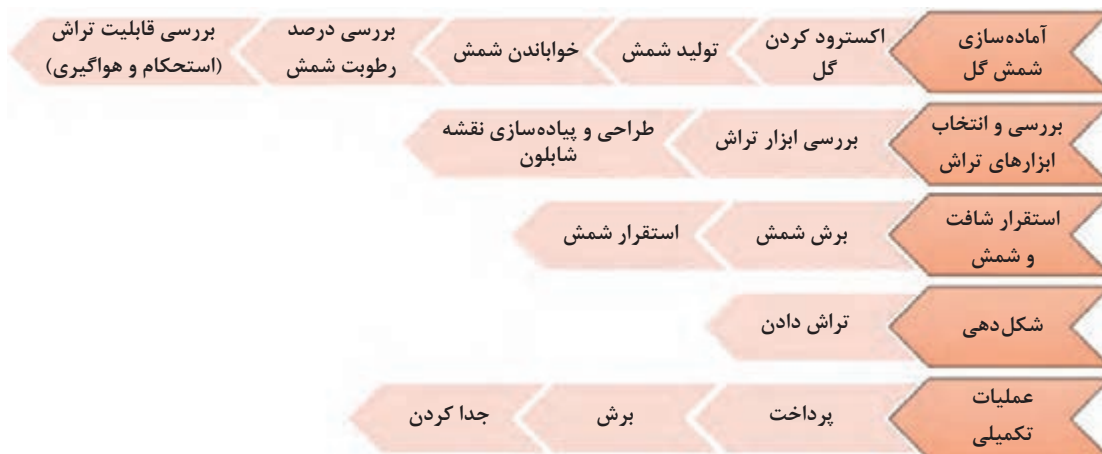 آماده‌سازی
شمش گل
اکسترود کردن
گل
تولید شمش
خواباندن شمش
بررسی درصد
رطوبت شمش
بررسی قابلیت تراش
(استحکام و هواگیری)
بررسی و انتخاب
ابزارهای تراش
بررسی ابزار تراش
طراحی و پیاده‌سازی نقشه
شابلون
استقرار شافت
و شمش
برش شمش
استقرار شمش
شکل‌دهی
تراش دادن
عملیات
تکمیلی
پرداخت
برش
جدا کردن